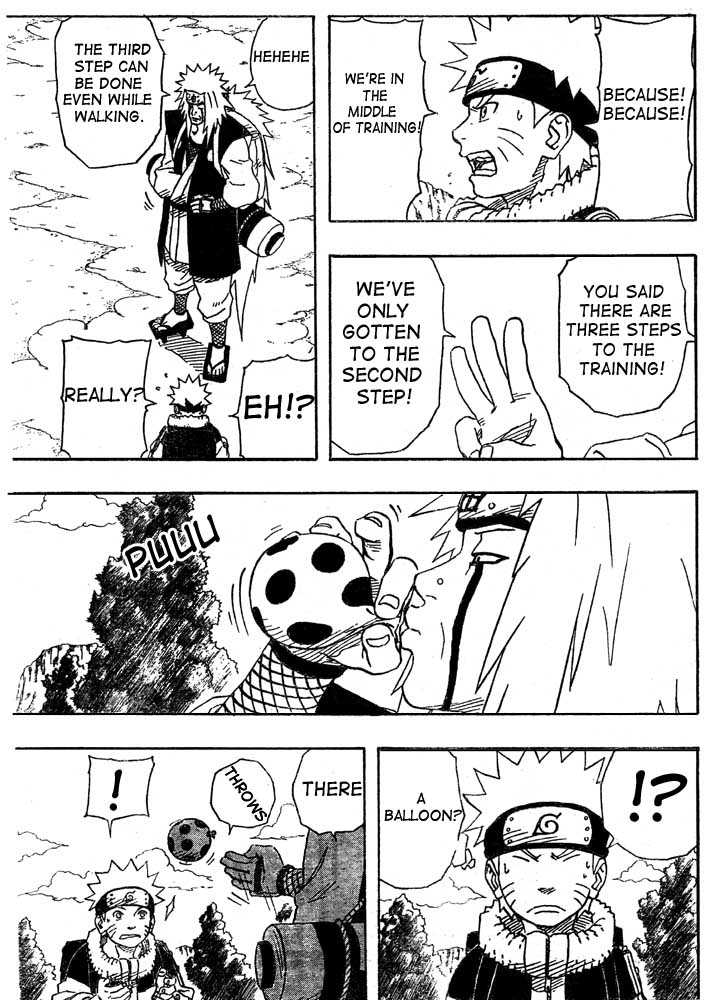 BECAUSE!
BECAUSE!
WE'RE IN
THE
MIDDLE
OF TRAINING!
YOU SAID
THERE ARE
THREE STEPS
TO THE
TRAINING!
WE'VE
ONLY
GOTTEN
TO THE
SECOND
STEP!
HEHEHE
THE THIRD
STEP CAN
BE DONE
EVEN WHILE
WALKING.
EH!?
REALLY?
PUUU
!?
A
BALLOON?
THERE
THROWS
!